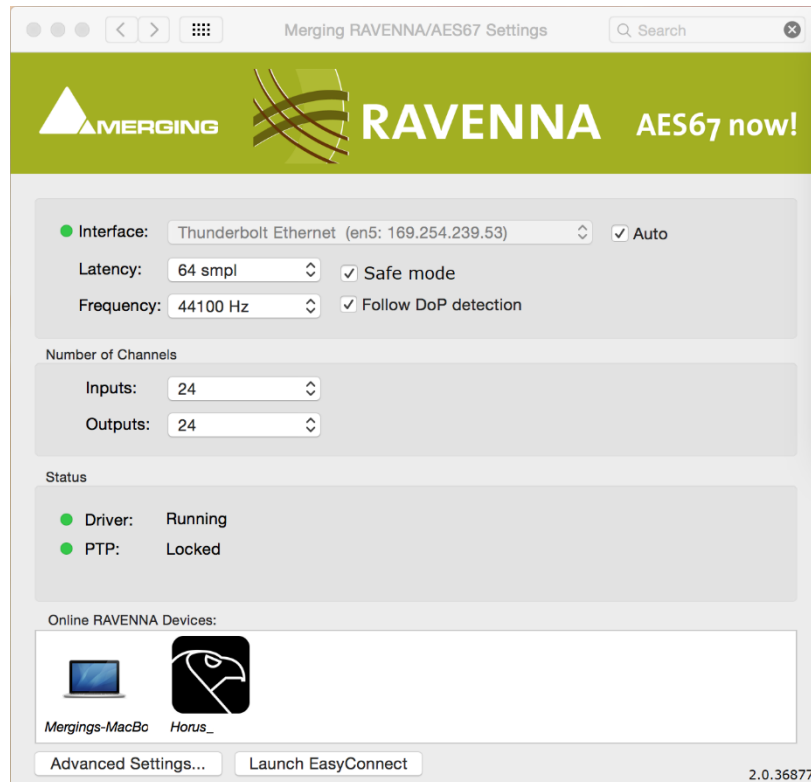 Merging RAVENNA/AES67 Settings
Search
MERGING RAVENNA AES67 now!
Interface: Thunderbolt Ethernet (en5: 169.254.239.53) Auto
Latency: 64 smpl Safe mode
Frequency: 44100 Hz Follow DoP detection
Number of Channels
Inputs: 24
Outputs: 24
Status
Driver: Running
PTP: Locked
Online RAVENNA Devices:
Mergings-MacBo Horus_
Advanced Settings... Launch EasyConnect
2.0.36877